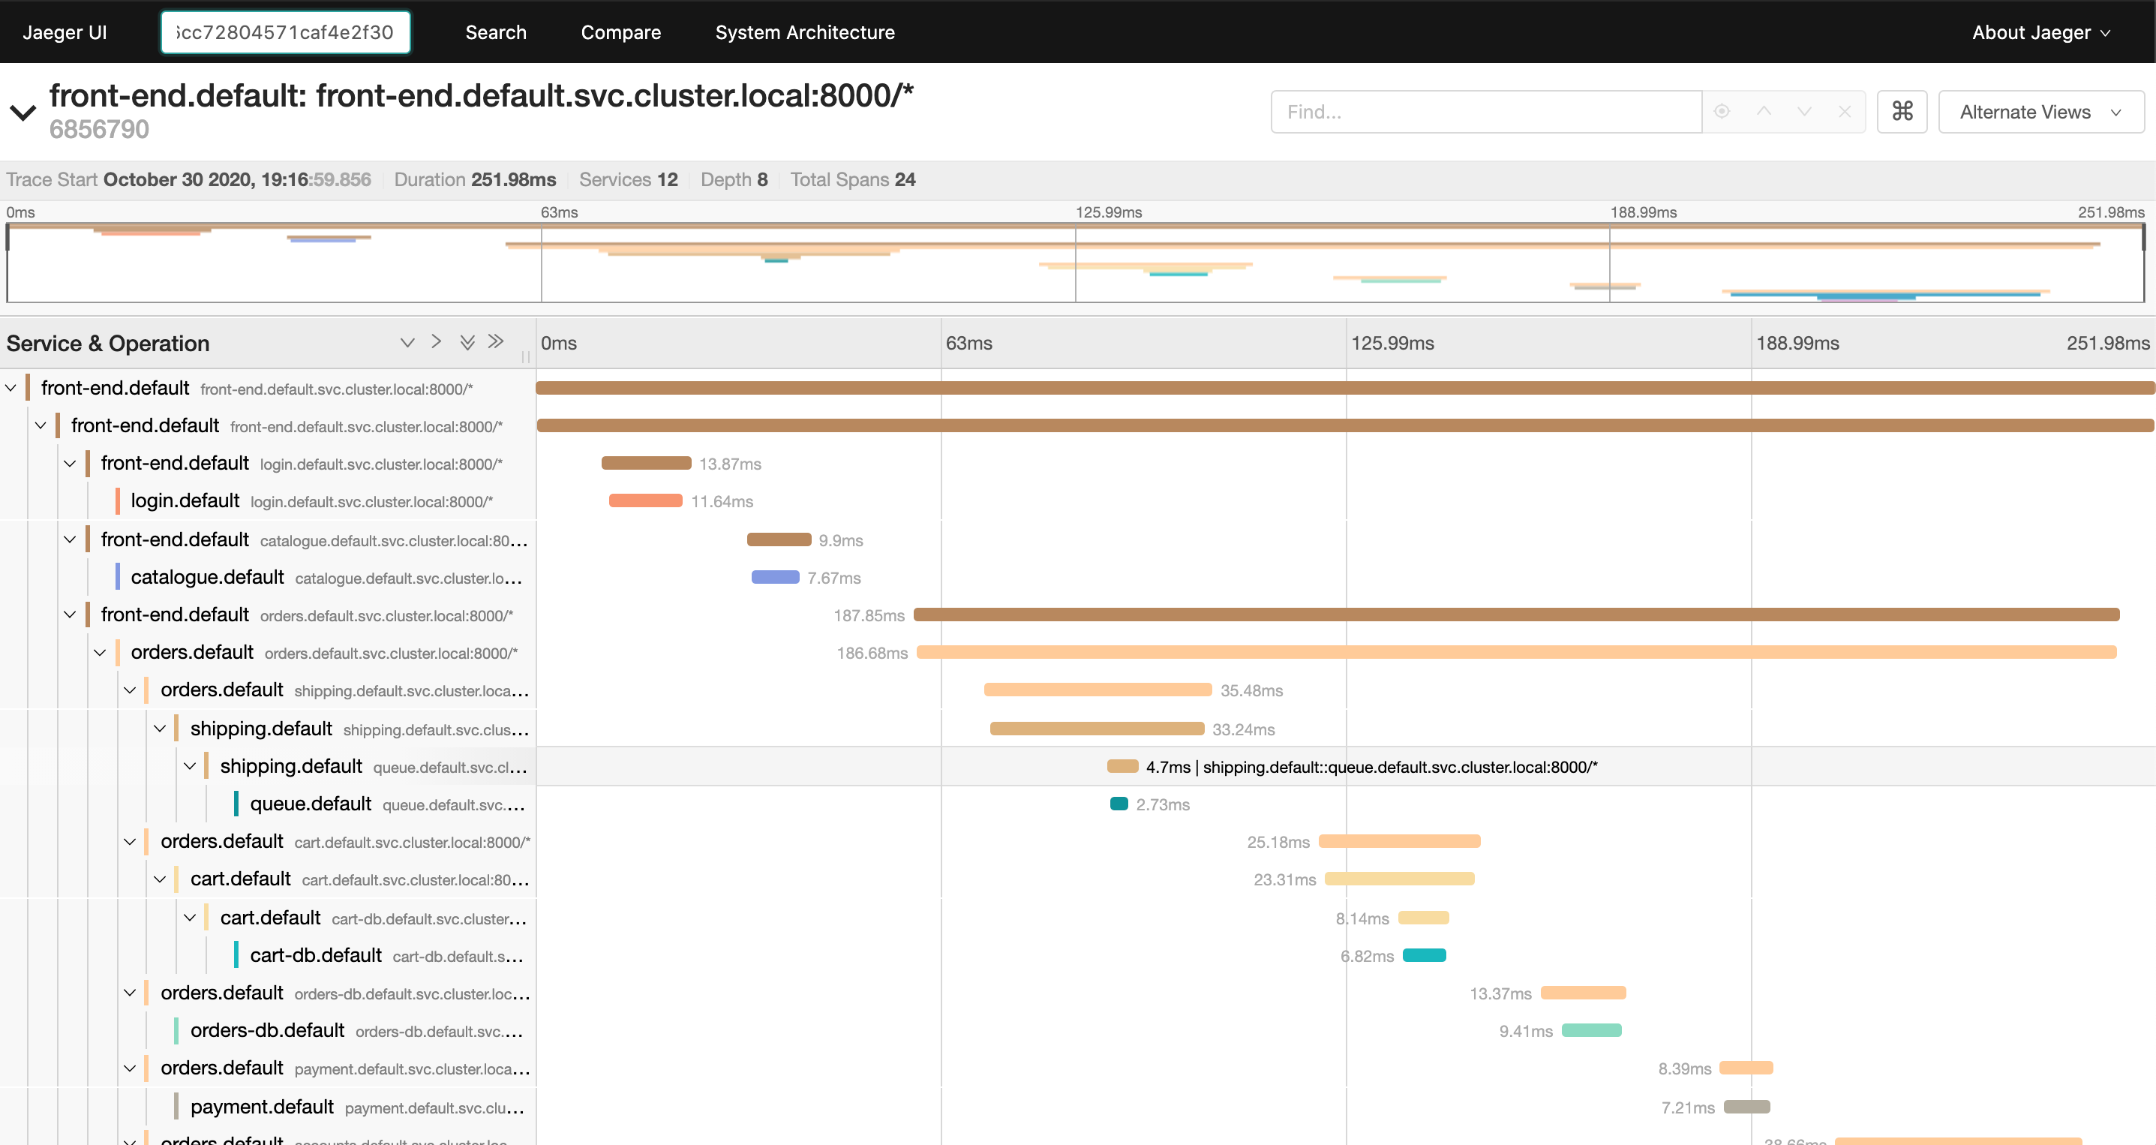 Jaeger UI
6cc72804571caf4e2f30
Search
Compare
System Architecture
About Jaeger
front-end.default: front-end.default.svc.cluster.local:8000/*
6856790
Find...
⌘
Alternate Views
Trace Start October 30 2020, 19:16:59.856
Duration 251.98ms
Services 12
Depth 8
Total Spans 24
0ms
63ms
125.99ms
188.99ms
251.98ms
Service & Operation
0ms
63ms
125.99ms
188.99ms
251.98ms
front-end.default front-end.default.svc.cluster.local:8000/*
front-end.default front-end.default.svc.cluster.local:8000/*
front-end.default login.default.svc.cluster.local:8000/*
13.87ms
login.default login.default.svc.cluster.local:8000/*
11.64ms
front-end.default catalogue.default.svc.cluster.local:80...
9.9ms
catalogue.default catalogue.default.svc.cluster.lo...
7.67ms
front-end.default orders.default.svc.cluster.local:8000/*
187.85ms
orders.default orders.default.svc.cluster.local:8000/*
186.68ms
orders.default shipping.default.svc.cluster.loca...
35.48ms
shipping.default shipping.default.svc.clus...
33.24ms
shipping.default queue.default.svc.cl...
4.7ms | shipping.default::queue.default.svc.cluster.local:8000/*
queue.default queue.default.svc....
2.73ms
orders.default cart.default.svc.cluster.local:8000/*
25.18ms
cart.default cart.default.svc.cluster.local:80...
23.31ms
cart.default cart-db.default.svc.cluster...
8.14ms
cart-db.default cart-db.default.s...
6.82ms
orders.default orders-db.default.svc.cluster.loc...
13.37ms
orders-db.default orders-db.default.svc....
9.41ms
orders.default payment.default.svc.cluster.loca...
8.39ms
payment.default payment.default.svc.clu...
7.21ms
orders.default accounts.default.svc.cluster.loc...
38.66ms